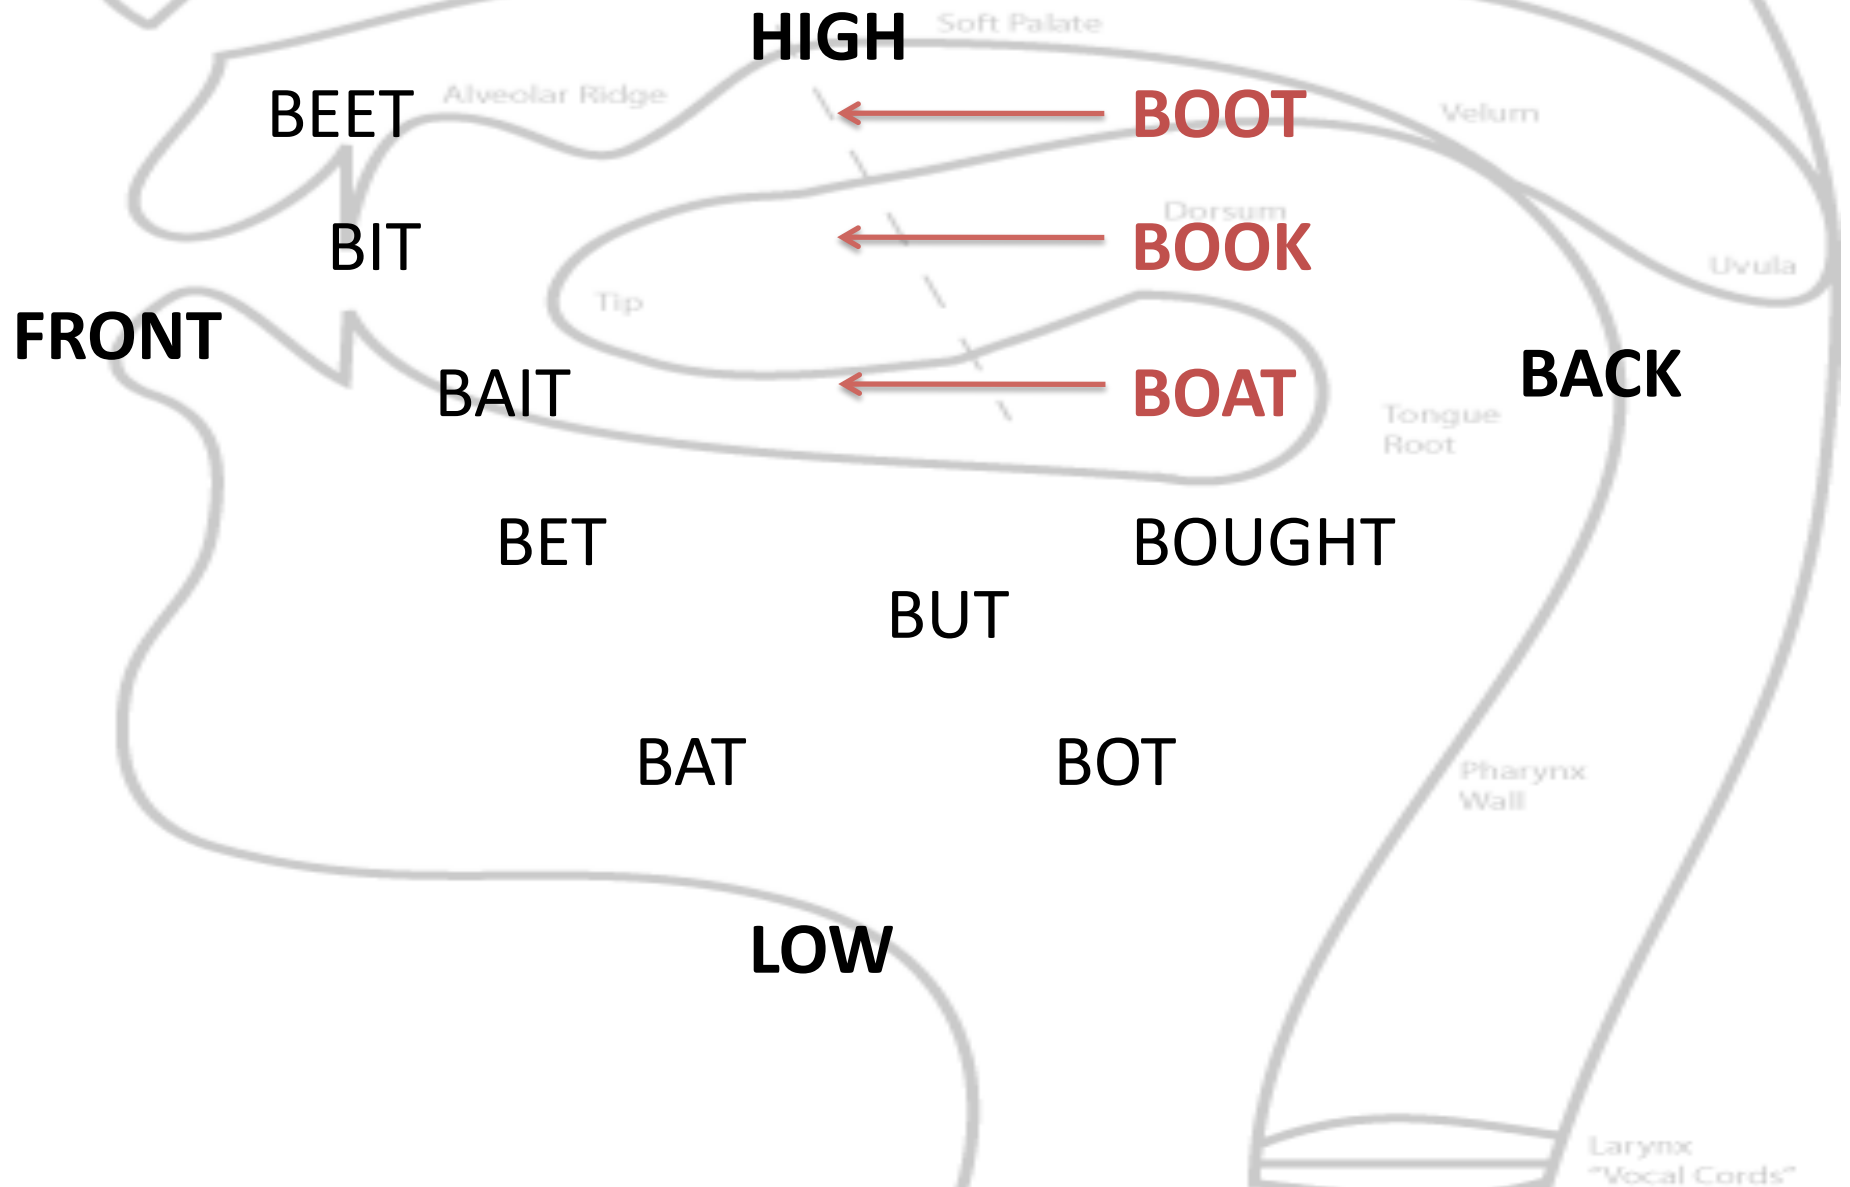 HIGH
Soft Palate
BEET
Alveolar Ridge
BOOT
Velum
Dorsum
BIT
BOOK
Uvula
Tip
FRONT
BACK
BAIT
BOAT
Tongue
Root
BET
BOUGHT
BUT
BAT
BOT
Pharynx
Wall
LOW
Larynx
"Vocal Cords"